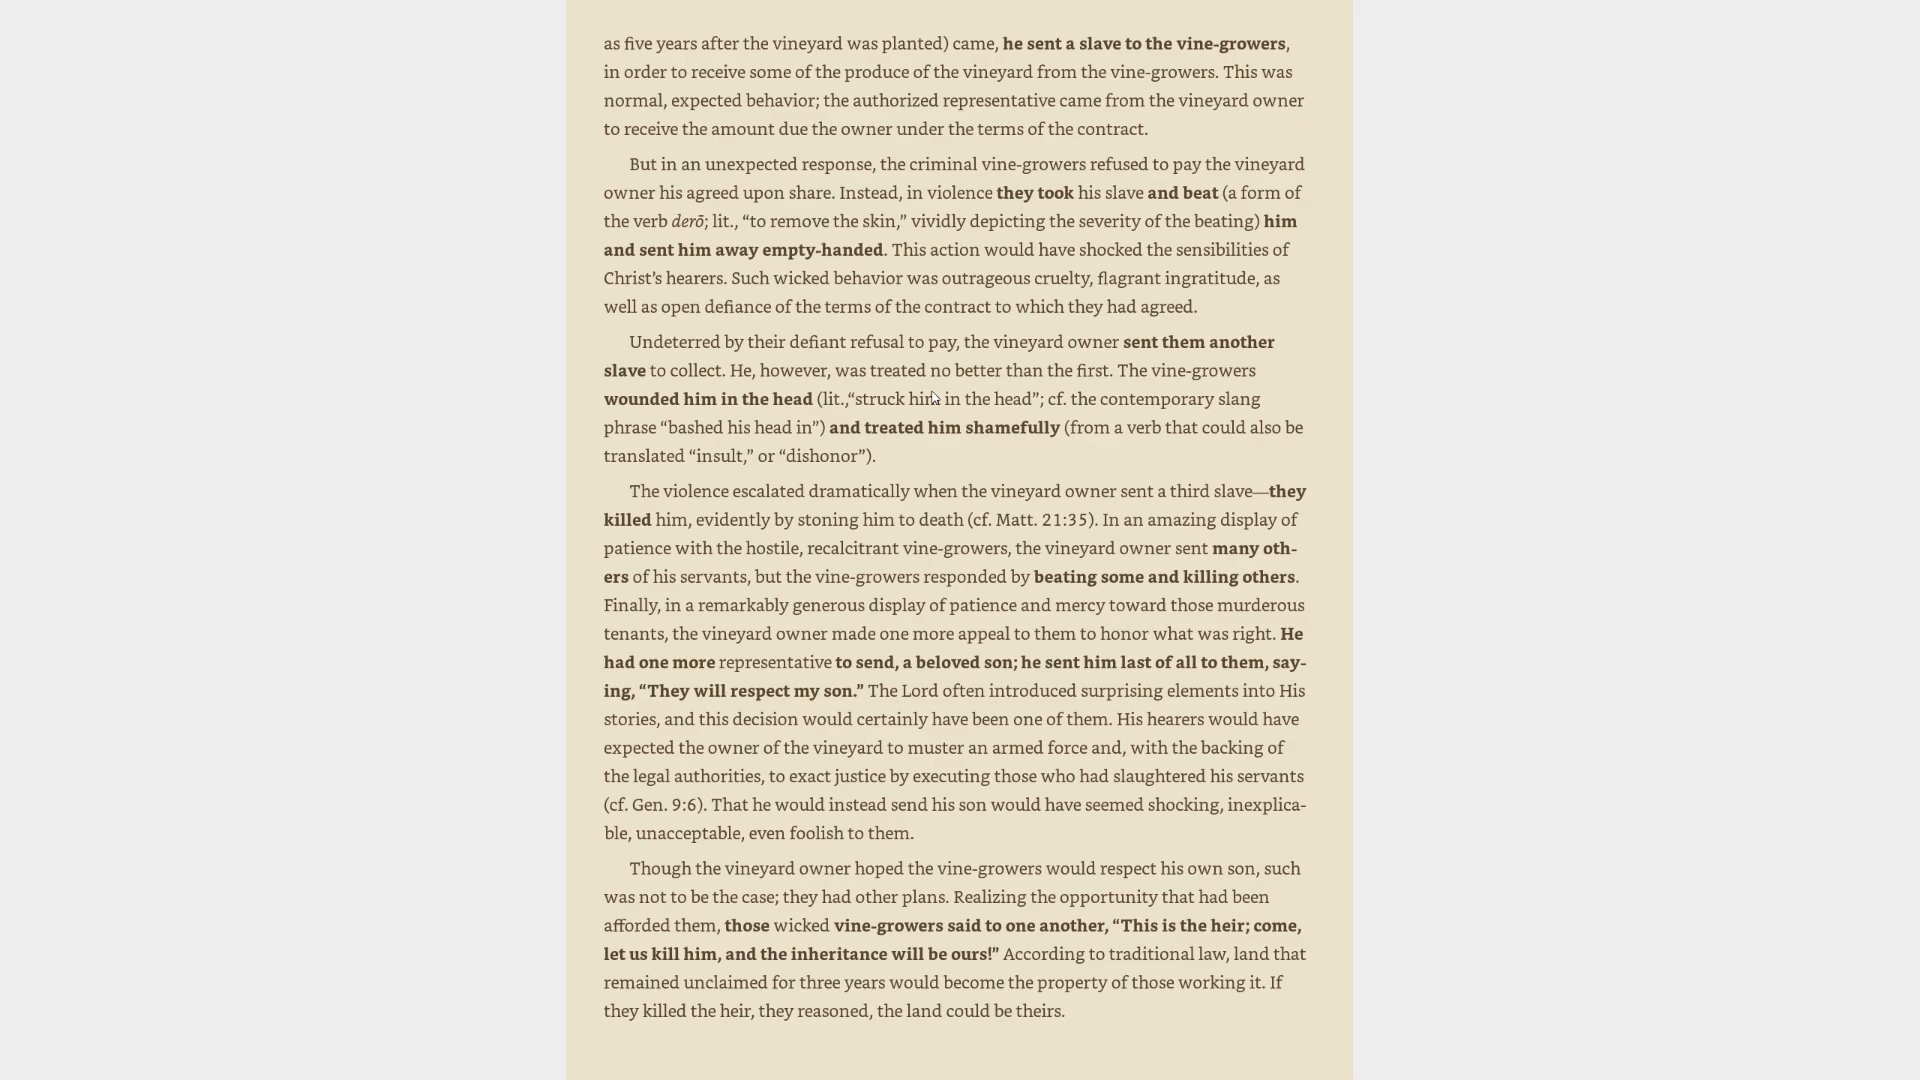 as five years after the vineyard was planted) came, he sent a slave to the vine-growers,
in order to receive some of the produce of the vineyard from the vine-growers. This was
normal, expected behavior; the authorized representative came from the vineyard owner
to receive the amount due the owner under the terms of the contract.
But in an unexpected response, the criminal vine-growers refused to pay the vineyard
owner his agreed upon share. Instead, in violence they took his slave and beat (a form of
the verb derō; lit., “to remove the skin,” vividly depicting the severity of the beating) him
and sent him away empty-handed. This action would have shocked the sensibilities of
Christ’s hearers. Such wicked behavior was outrageous cruelty, flagrant ingratitude, as
well as open defiance of the terms of the contract to which they had agreed.
Undeterred by their defiant refusal to pay, the vineyard owner sent them another
slave to collect. He, however, was treated no better than the first. The vine-growers
wounded him in the head (lit.,“struck him in the head”; cf. the contemporary slang
phrase “bashed his head in”) and treated him shamefully (from a verb that could also be
translated “insult,” or “dishonor”).
The violence escalated dramatically when the vineyard owner sent a third slave—they
killed him, evidently by stoning him to death (cf. Matt. 21:35). In an amazing display of
patience with the hostile, recalcitrant vine-growers, the vineyard owner sent many oth-
ers of his servants, but the vine-growers responded by beating some and killing others.
Finally, in a remarkably generous display of patience and mercy toward those murderous
tenants, the vineyard owner made one more appeal to them to honor what was right. He
had one more representative to send, a beloved son; he sent him last of all to them, say-
ing, “They will respect my son.” The Lord often introduced surprising elements into His
stories, and this decision would certainly have been one of them. His hearers would have
expected the owner of the vineyard to muster an armed force and, with the backing of
the legal authorities, to exact justice by executing those who had slaughtered his servants
(cf. Gen. 9:6). That he would instead send his son would have seemed shocking, inexplica-
ble, unacceptable, even foolish to them.
Though the vineyard owner hoped the vine-growers would respect his own son, such
was not to be the case; they had other plans. Realizing the opportunity that had been
afforded them, those wicked vine-growers said to one another, “This is the heir; come,
let us kill him, and the inheritance will be ours!” According to traditional law, land that
remained unclaimed for three years would become the property of those working it. If
they killed the heir, they reasoned, the land could be theirs.